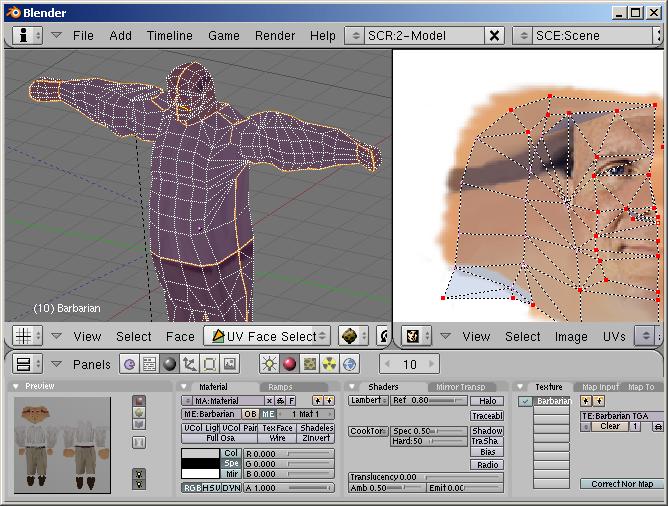 Blender
File Add Timeline Game Render Help SCR:2-Model SCE:Scene
(10) Barbarian
View Select Face UV Face Select
View Select Image UVs
Panels 10
Preview
Material Ramps
MA:Material F
ME:Barbarian OB ME 1 Mat 1
VCol Ligh VCol Pain TexFace Shadeles
Full Osa Wire ZInvert
Col R 0.000
Spe G 0.000
Mir B 0.000
RGB HSV DYN A 1.000
Shaders Mirror Transp
Lambert Ref 0.80 Halo
Traceabl
CookTor Spec 0.50 Shadow
Hard:50 TraSha
Bias
Radio
Translucency 0.00
Amb 0.50 Emit 0.00
Texture Map Input Map To
Barbarian
TE:Barbarian TGA
Clear 1
Correct Nor Map